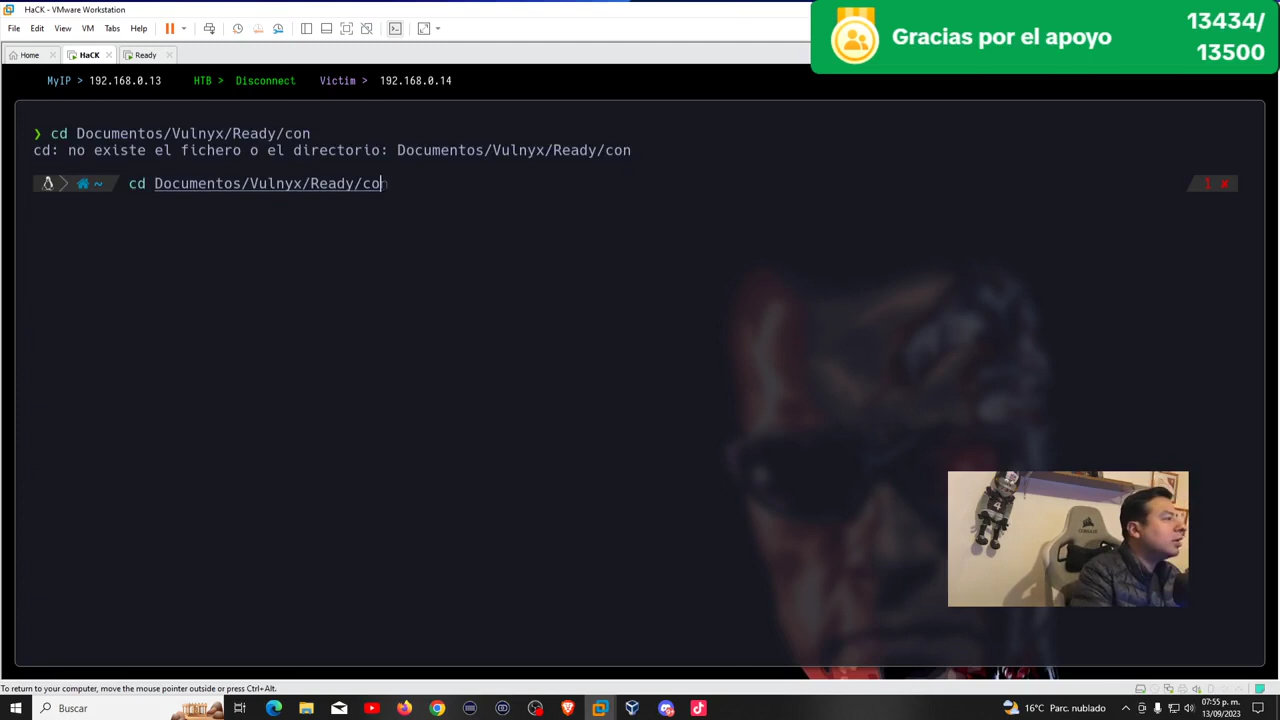 HaCK - VMware Workstation
File Edit View VM Tabs Help
Home HaCK Ready
Gracias por el apoyo
13434/
13500
MyIP > 192.168.0.13 HTB > Disconnect Victim > 192.168.0.14
❯ cd Documentos/Vulnyx/Ready/con
cd: no existe el fichero o el directorio: Documentos/Vulnyx/Ready/con
~ cd Documentos/Vulnyx/Ready/con 1 ✘
4
To return to your computer, move the mouse pointer outside or press Ctrl+Alt.
Buscar
16°C Parc. nublado
07:55 p. m.
13/09/2023